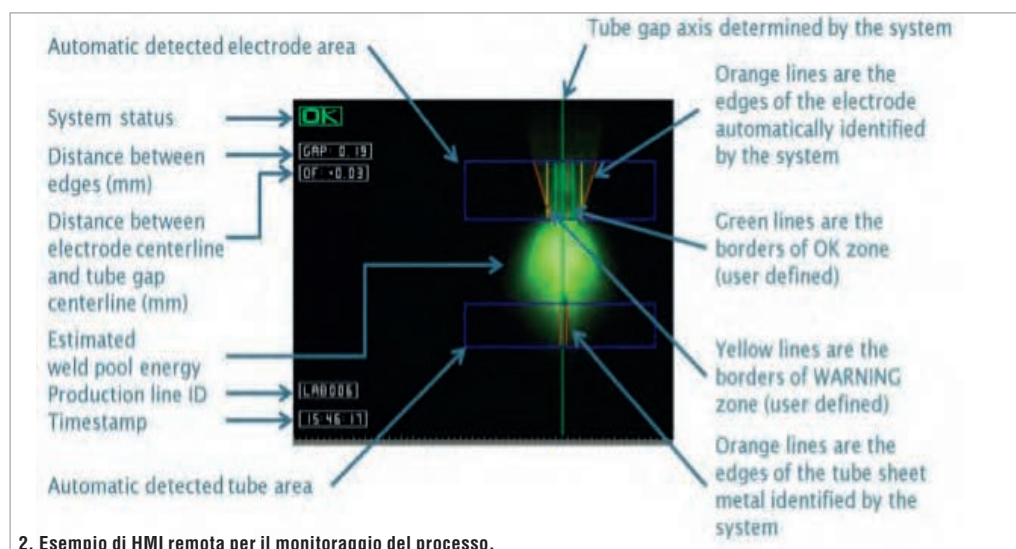 Automatic detected electrode area
System status
Distance between
edges (mm)
Distance between
electrode centerline
and tube gap
centerline (mm)
Estimated
weld pool energy
Production line ID
Timestamp
Automatic detected tube area
OK
GAP: 0.19
OF: +0.03
LAB006
15:46:17
Tube gap axis determined by the system
Orange lines are the
edges of the electrode
automatically identified
by the system
Green lines are the
borders of OK zone
(user defined)
Yellow lines are the
borders of WARNING
zone (user defined)
Orange lines are the
edges of the tube sheet
metal identified by the
system
2. Esempio di HMI remota per il monitoraggio del processo.